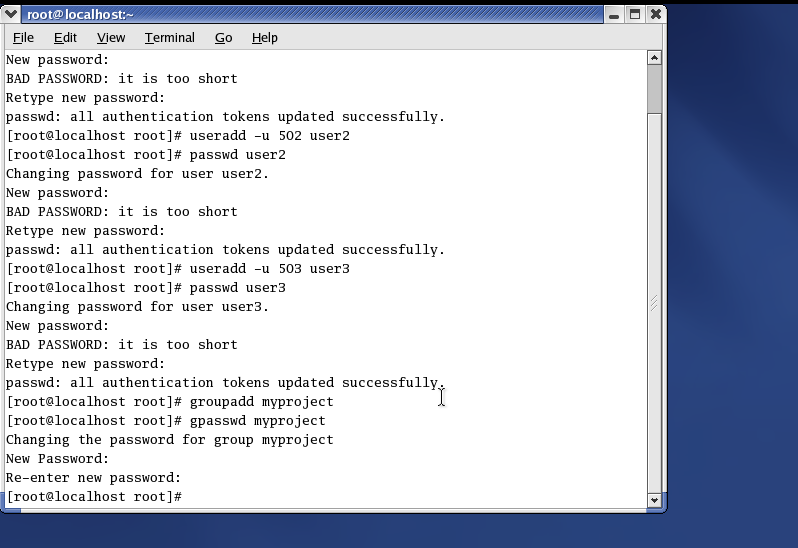 root@localhost:~
File Edit View Terminal Go Help
New password:
BAD PASSWORD: it is too short
Retype new password:
passwd: all authentication tokens updated successfully.
[root@localhost root]# useradd -u 502 user2
[root@localhost root]# passwd user2
Changing password for user user2.
New password:
BAD PASSWORD: it is too short
Retype new password:
passwd: all authentication tokens updated successfully.
[root@localhost root]# useradd -u 503 user3
[root@localhost root]# passwd user3
Changing password for user user3.
New password:
BAD PASSWORD: it is too short
Retype new password:
passwd: all authentication tokens updated successfully.
[root@localhost root]# groupadd myproject
[root@localhost root]# gpasswd myproject
Changing the password for group myproject
New Password:
Re-enter new password:
[root@localhost root]#